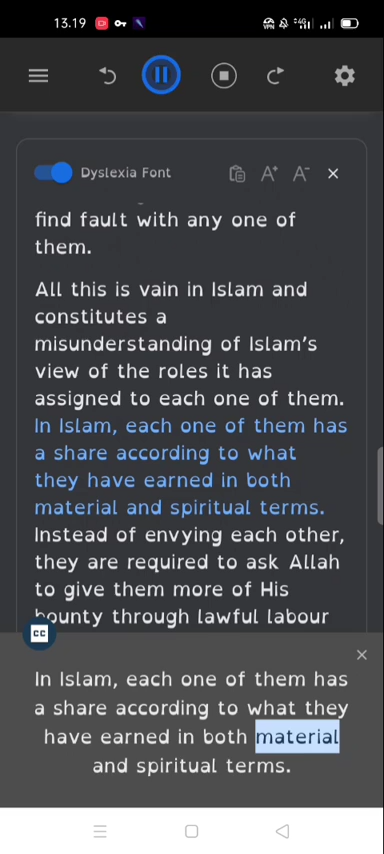 13.19
VPN 4G
Dyslexia Font A+ A-
find fault with any one of
them.
All this is vain in Islam and
constitutes a
misunderstanding of Islam’s
view of the roles it has
assigned to each one of them.
In Islam, each one of them has
a share according to what
they have earned in both
material and spiritual terms.
Instead of envying each other,
they are required to ask Allah
to give them more of His
bounty through lawful labour
CC
In Islam, each one of them has
a share according to what they
have earned in both material
and spiritual terms.